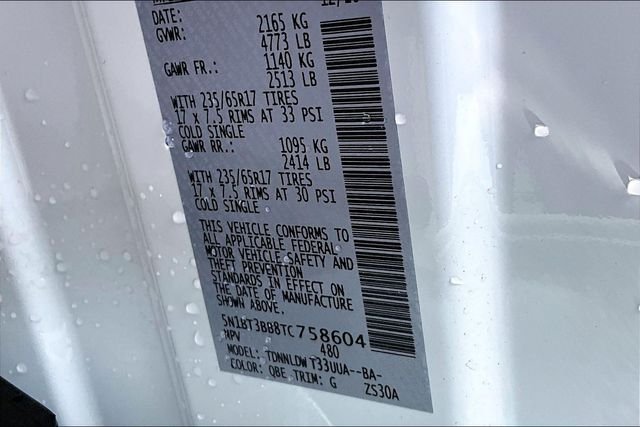 DATE:
GVWR: 2165 KG
4773 LB
GAWR FR.: 1140 KG
2513 LB
WITH 235/65R17 TIRES
17 x 7.5 RIMS AT 33 PSI
COLD SINGLE
GAWR RR.: 1095 KG
2414 LB
WITH 235/65R17 TIRES
17 x 7.5 RIMS AT 30 PSI
COLD SINGLE
THIS VEHICLE CONFORMS TO
ALL APPLICABLE FEDERAL
MOTOR VEHICLE SAFETY AND
THEFT PREVENTION
STANDARDS IN EFFECT ON
THE DATE OF MANUFACTURE
SHOWN ABOVE.
5N1BT3BB8TC758604
MPV 480
MODEL: TDNNLDW T33UUA--BA-
COLOR: QBE TRIM: G ZS30A